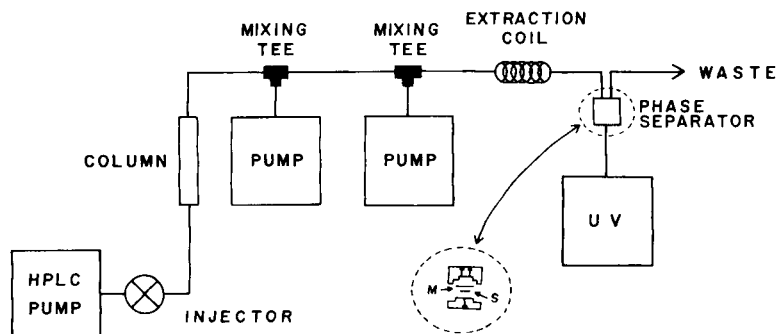 MIXING
TEE
MIXING
TEE
EXTRACTION
COIL
WASTE
PHASE
SEPARATOR
COLUMN
PUMP
PUMP
UV
HPLC
PUMP
INJECTOR
M
S